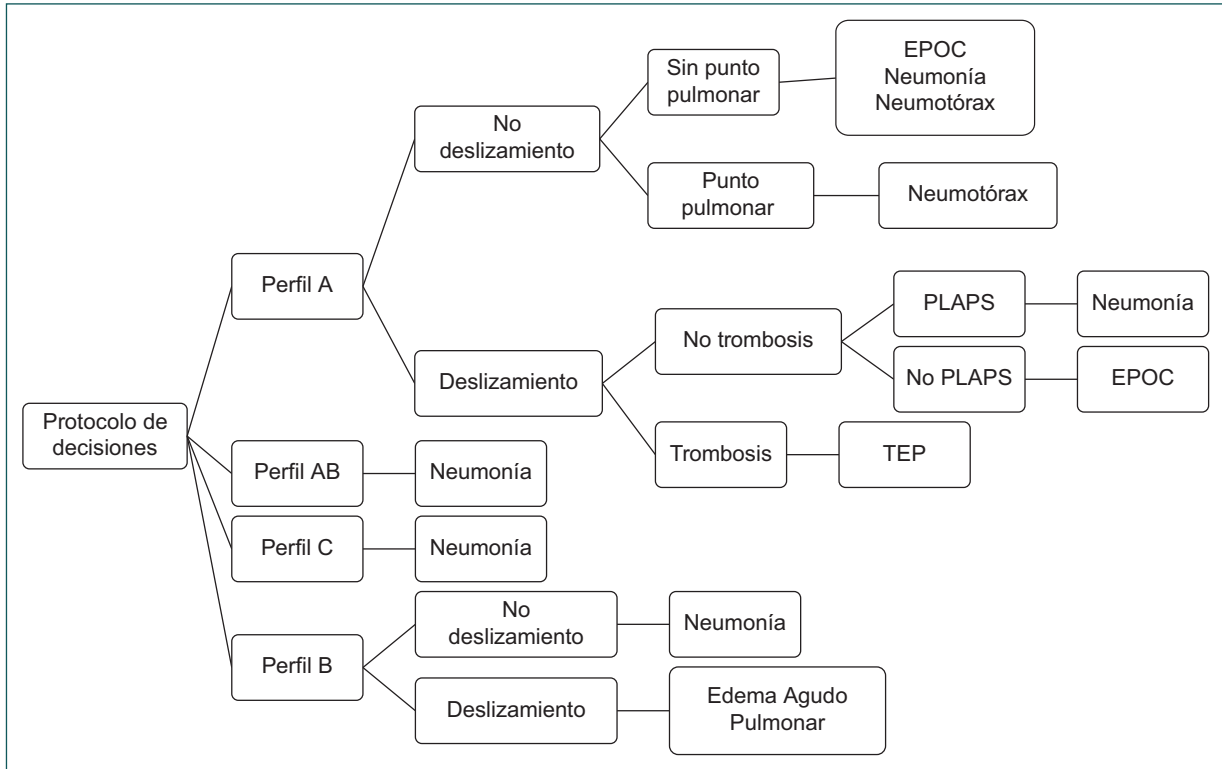 Protocolo de
decisiones
Perfil A
No
deslizamiento
Sin punto
pulmonar
EPOC
Neumonía
Neumotórax
Punto
pulmonar
Neumotórax
Deslizamiento
No trombosis
PLAPS
Neumonía
No PLAPS
EPOC
Trombosis
TEP
Perfil AB
Neumonía
Perfil C
Neumonía
Perfil B
No
deslizamiento
Neumonía
Deslizamiento
Edema Agudo
Pulmonar